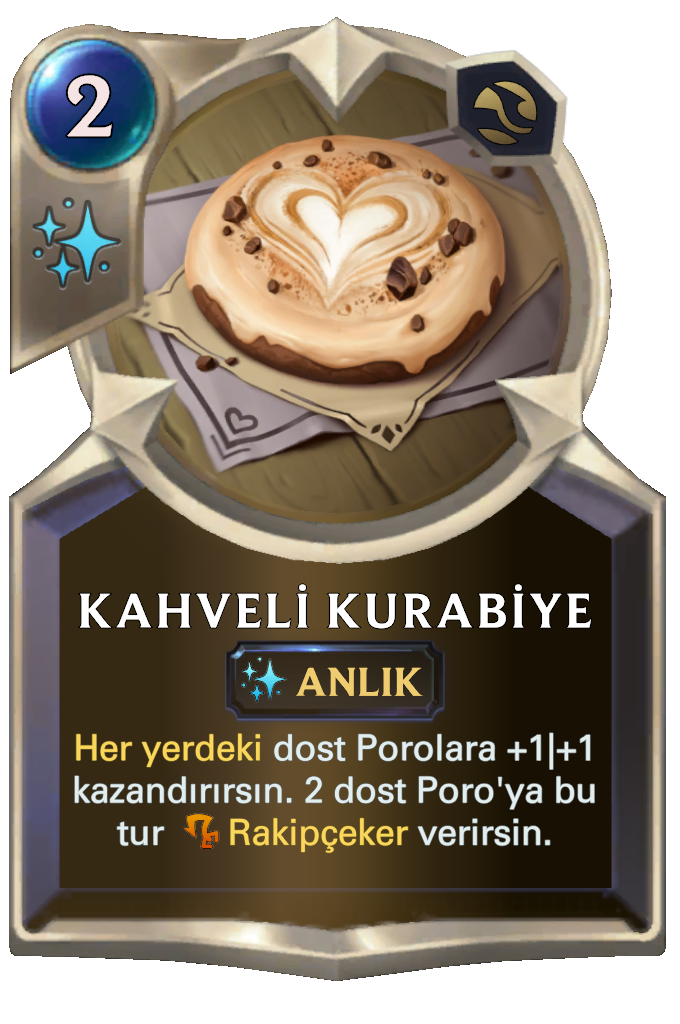 2
KAHVELİ KURABİYE
ANLIK
Her yerdeki dost Porolara +1|+1
kazandırırsın. 2 dost Poro'ya bu
tur Rakipçeker verirsin.